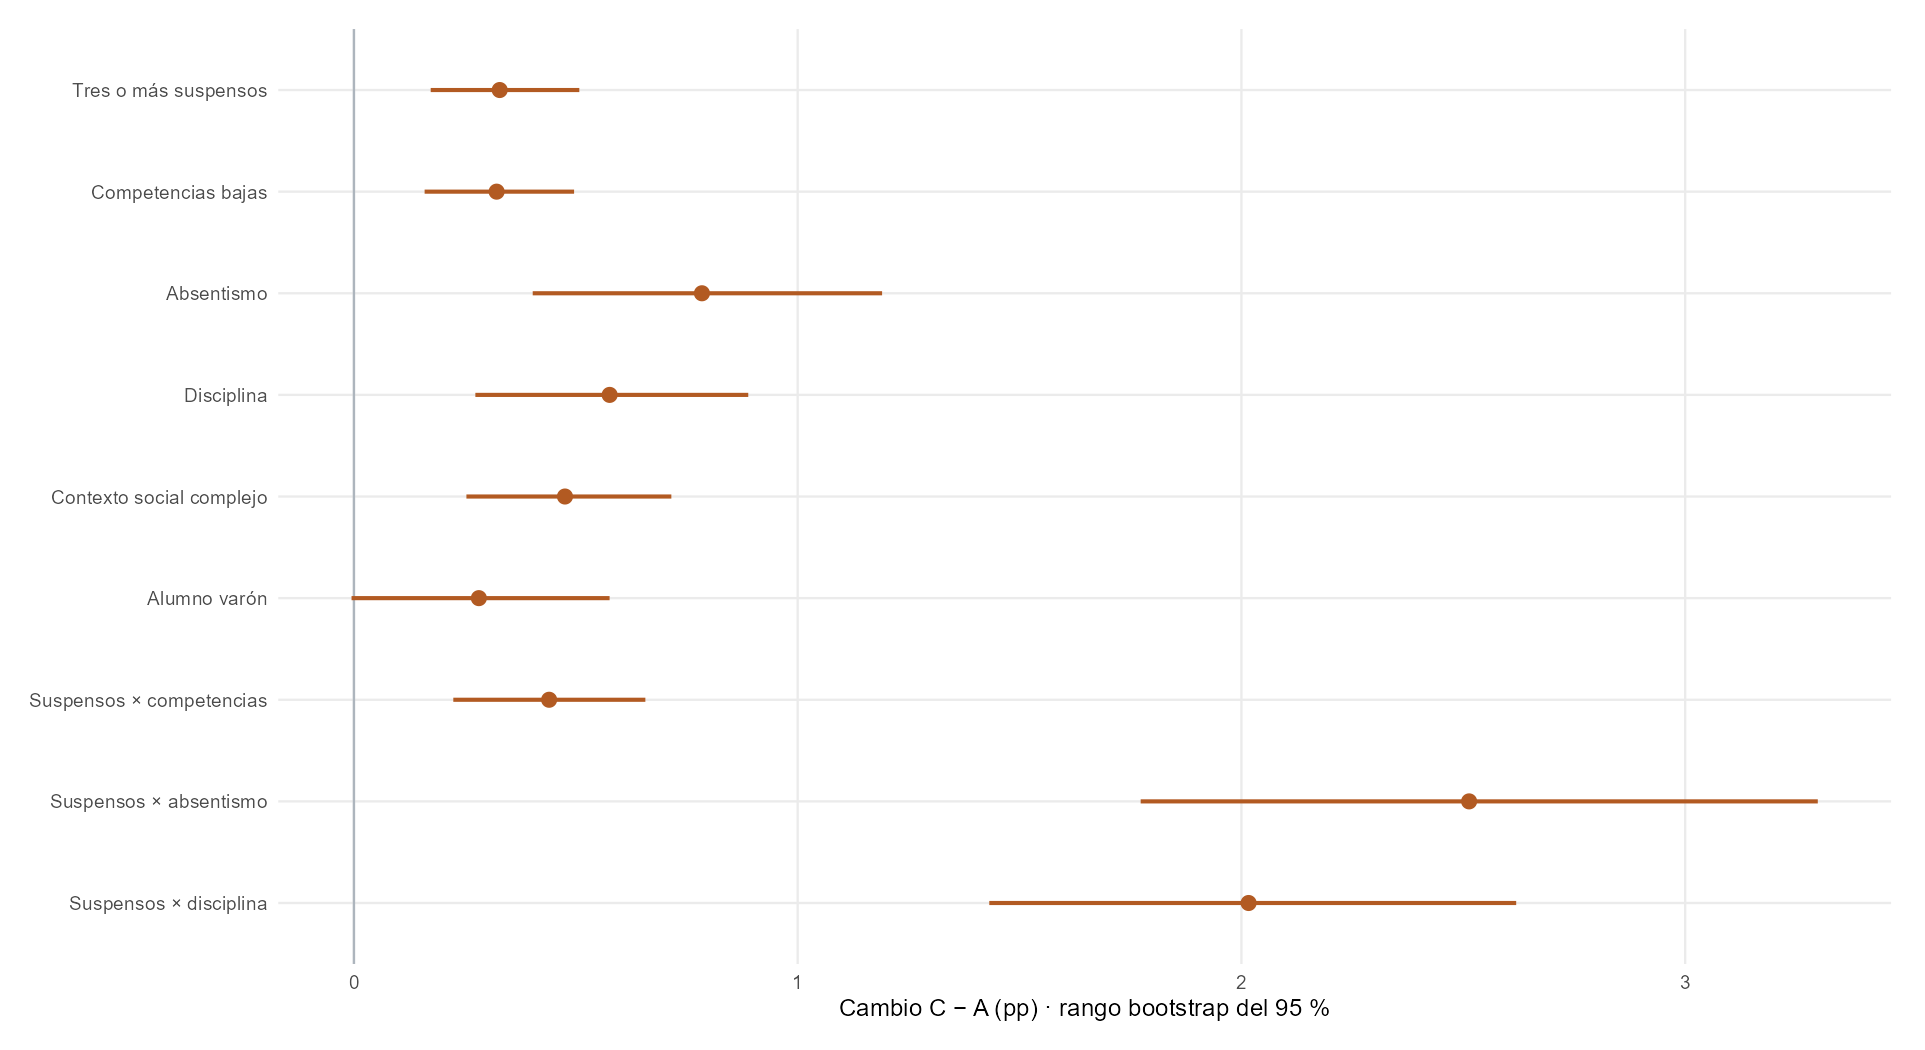 Tres o más suspensos
Competencias bajas
Absentismo
Disciplina
Contexto social complejo
Alumno varón
Suspensos × competencias
Suspensos × absentismo
Suspensos × disciplina
0 1 2 3
Cambio C − A (pp) · rango bootstrap del 95 %